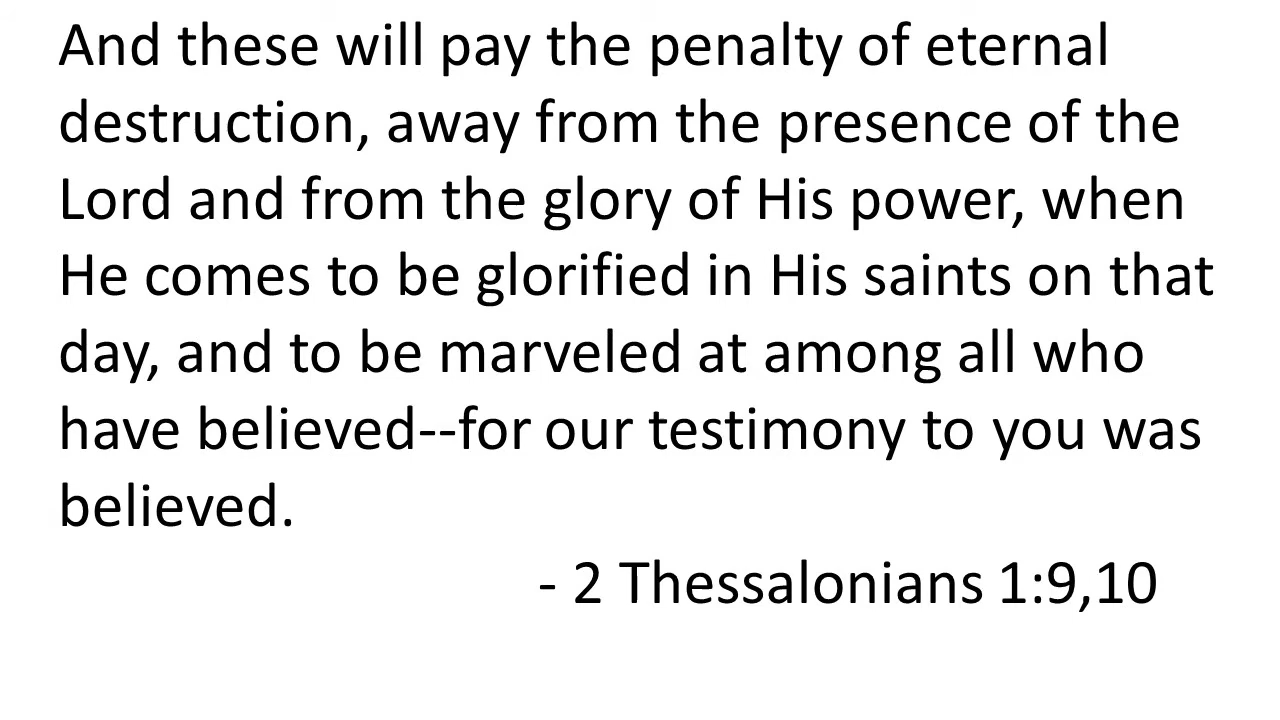 And these will pay the penalty of eternal
destruction, away from the presence of the
Lord and from the glory of His power, when
He comes to be glorified in His saints on that
day, and to be marveled at among all who
have believed--for our testimony to you was
believed.
- 2 Thessalonians 1:9,10